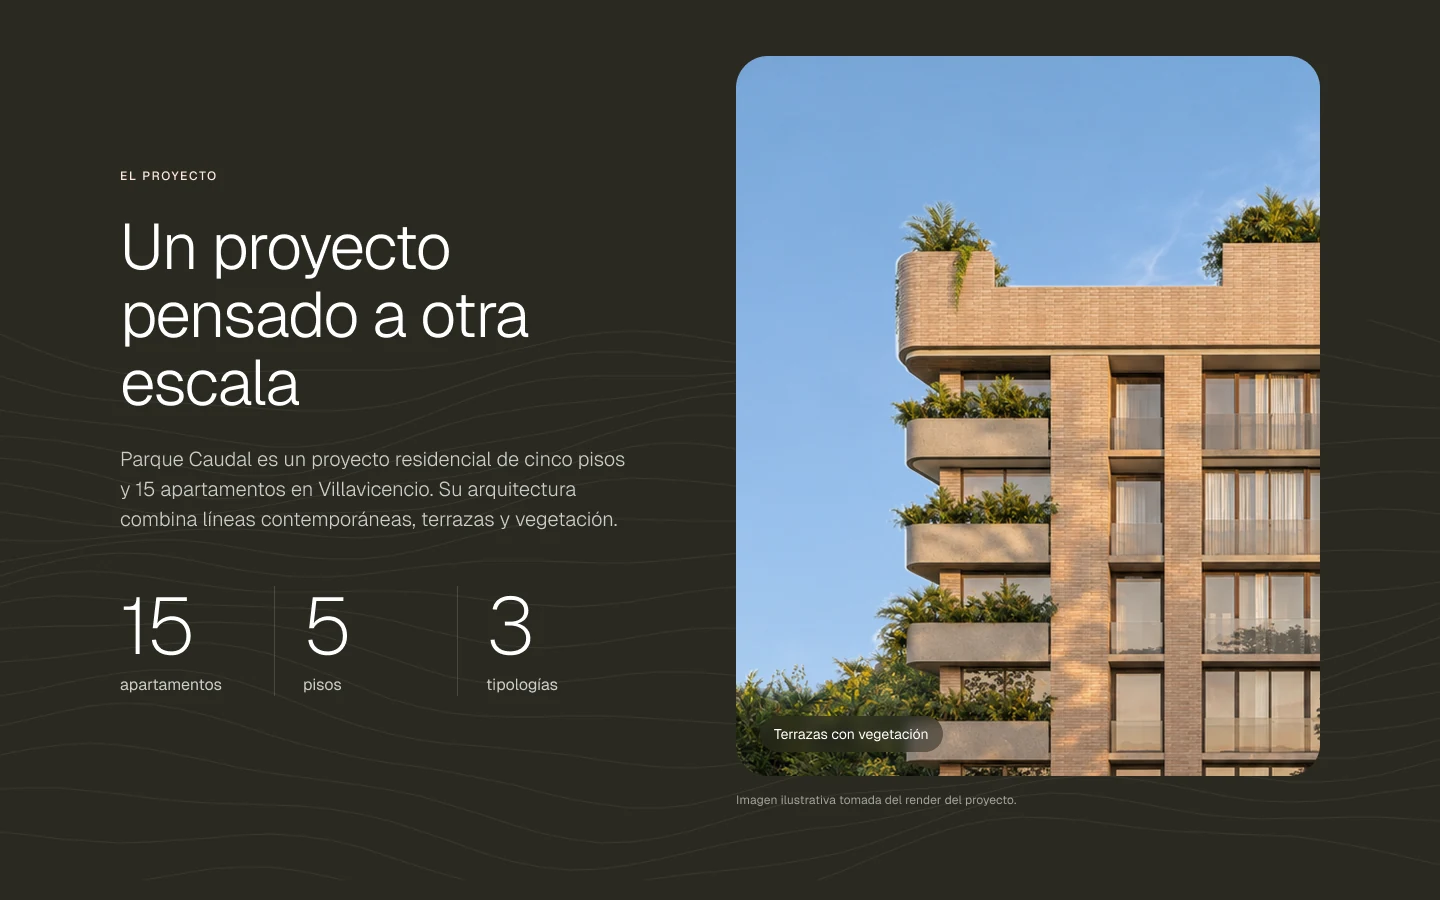 EL PROYECTO
Un proyecto
pensado a otra
escala
Parque Caudal es un proyecto residencial de cinco pisos
y 15 apartamentos en Villavicencio. Su arquitectura
combina líneas contemporáneas, terrazas y vegetación.
15
apartamentos
5
pisos
3
tipologías
Terrazas con vegetación
Imagen ilustrativa tomada del render del proyecto.